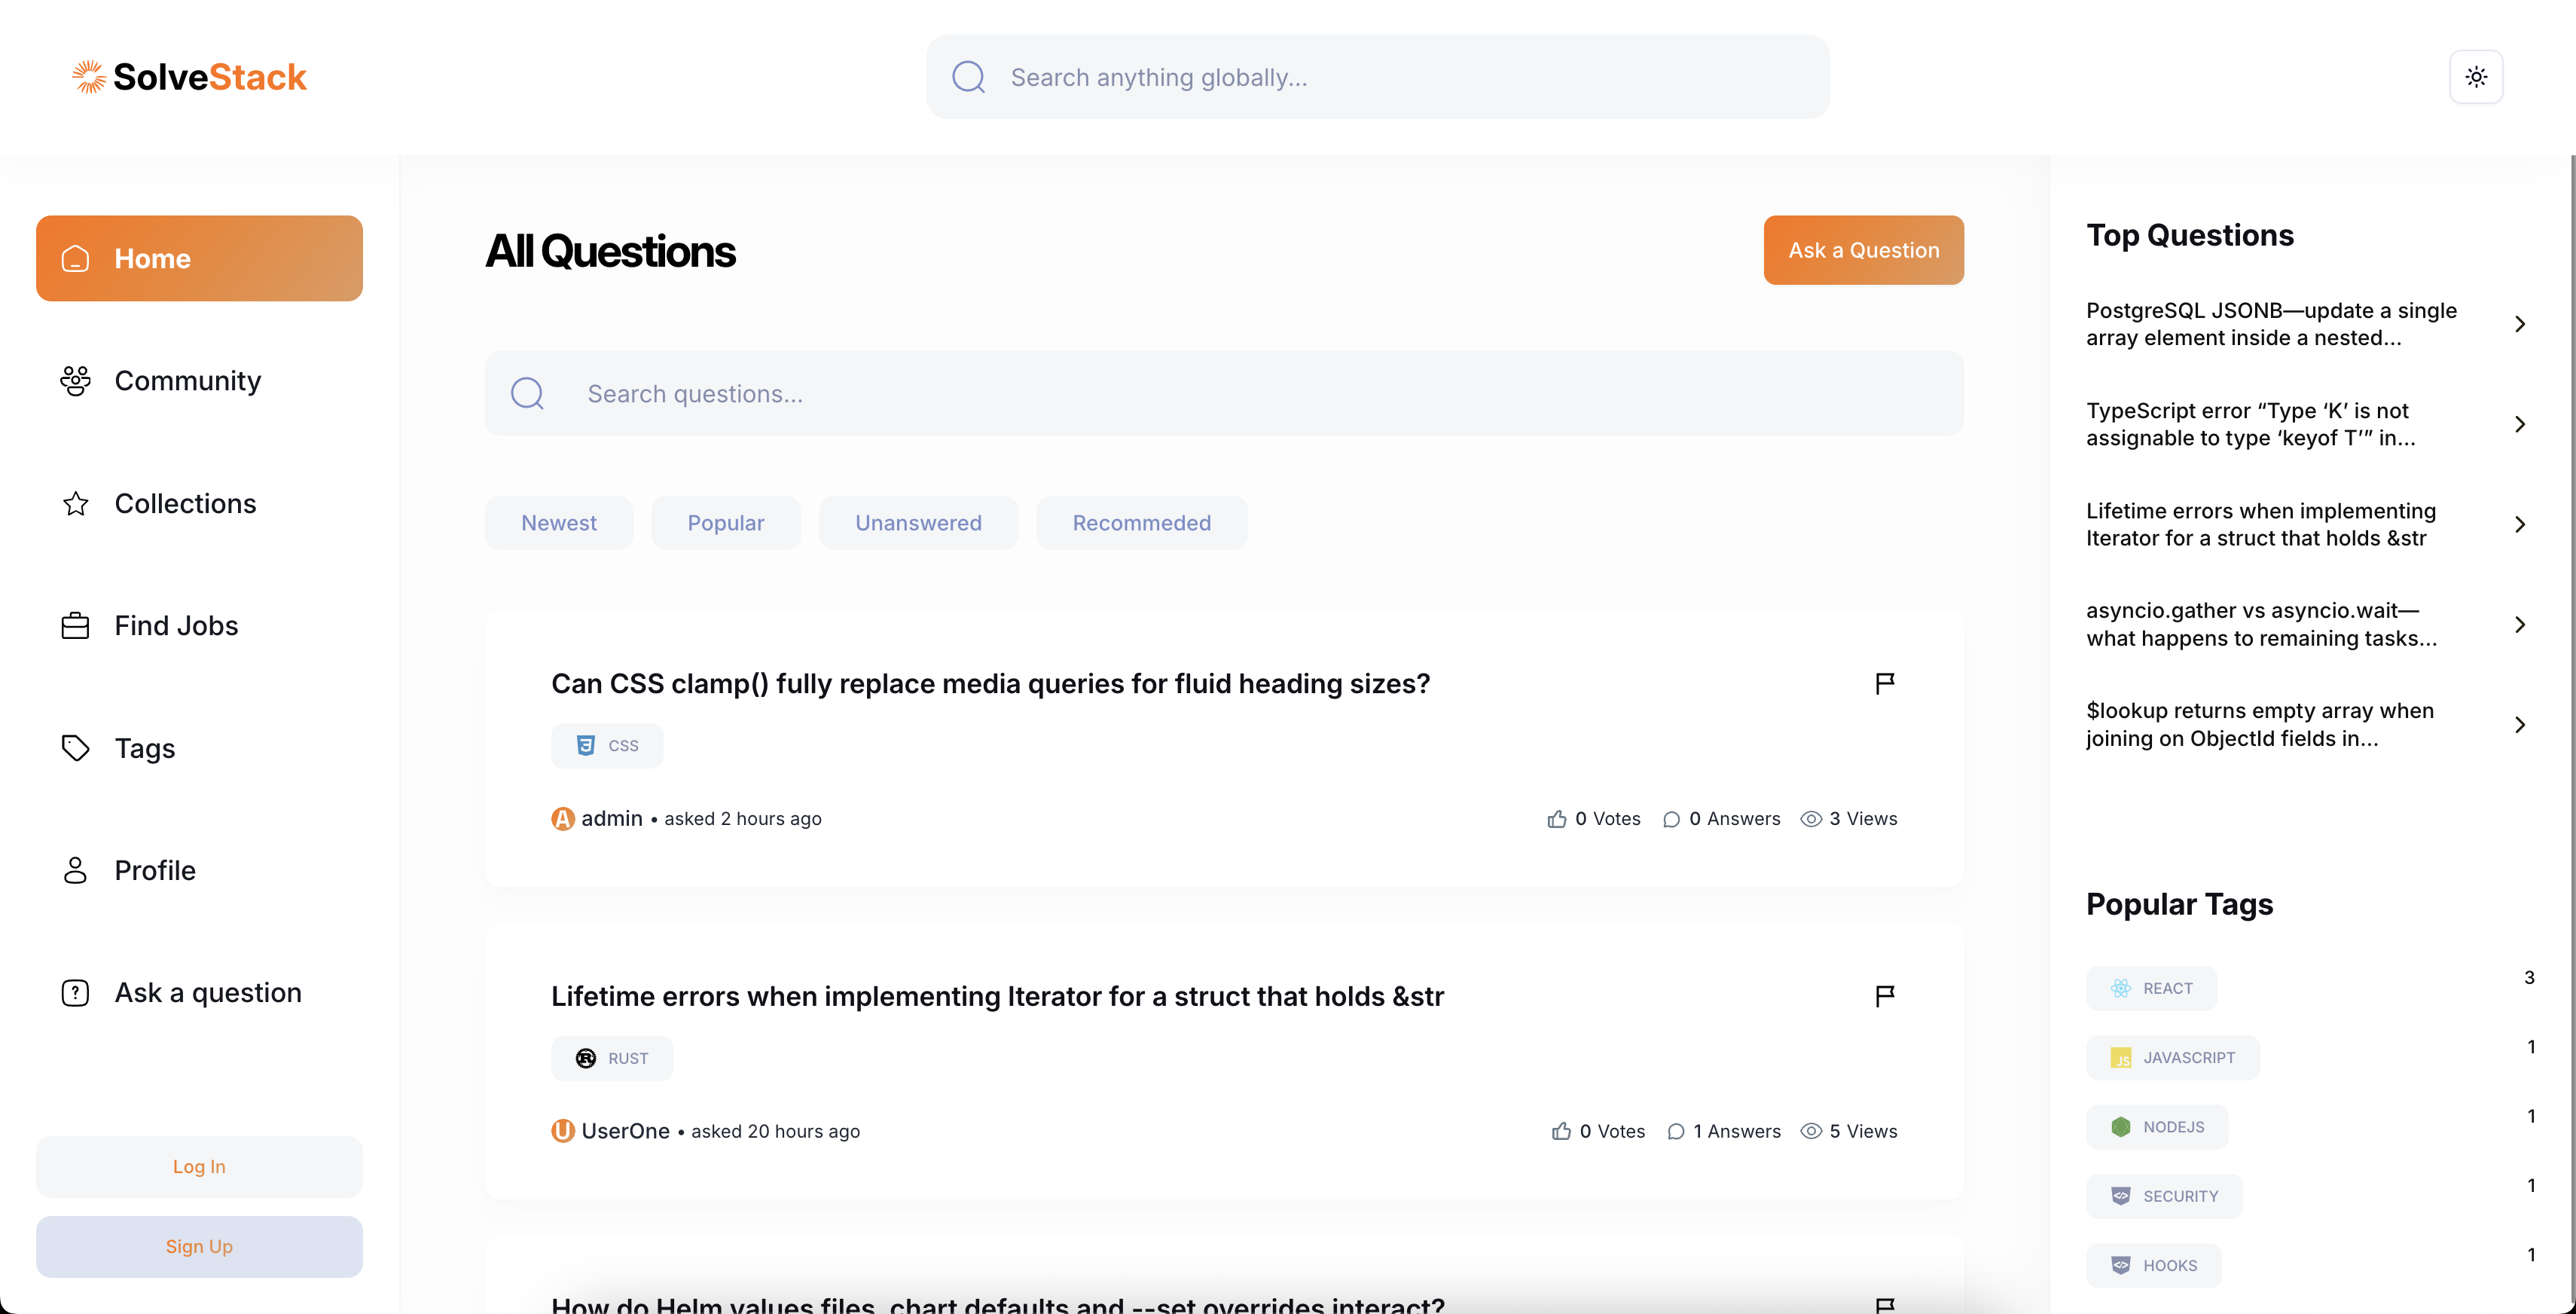 SolveStack
Search anything globally...
Home
Community
Collections
Find Jobs
Tags
Profile
Ask a question
Log In
Sign Up
All Questions
Ask a Question
Search questions...
Newest
Popular
Unanswered
Recommeded
Can CSS clamp() fully replace media queries for fluid heading sizes?
CSS
A admin • asked 2 hours ago
0 Votes 0 Answers 3 Views
Lifetime errors when implementing Iterator for a struct that holds &str
RUST
U UserOne • asked 20 hours ago
0 Votes 1 Answers 5 Views
How do Helm values files, chart defaults and --set overrides interact?
Top Questions
PostgreSQL JSONB—update a single
array element inside a nested...
TypeScript error “Type ‘K’ is not
assignable to type ‘keyof T’” in...
Lifetime errors when implementing
Iterator for a struct that holds &str
asyncio.gather vs asyncio.wait—
what happens to remaining tasks...
$lookup returns empty array when
joining on ObjectId fields in...
Popular Tags
REACT 3
JS JAVASCRIPT 1
NODEJS 1
SECURITY 1
HOOKS 1